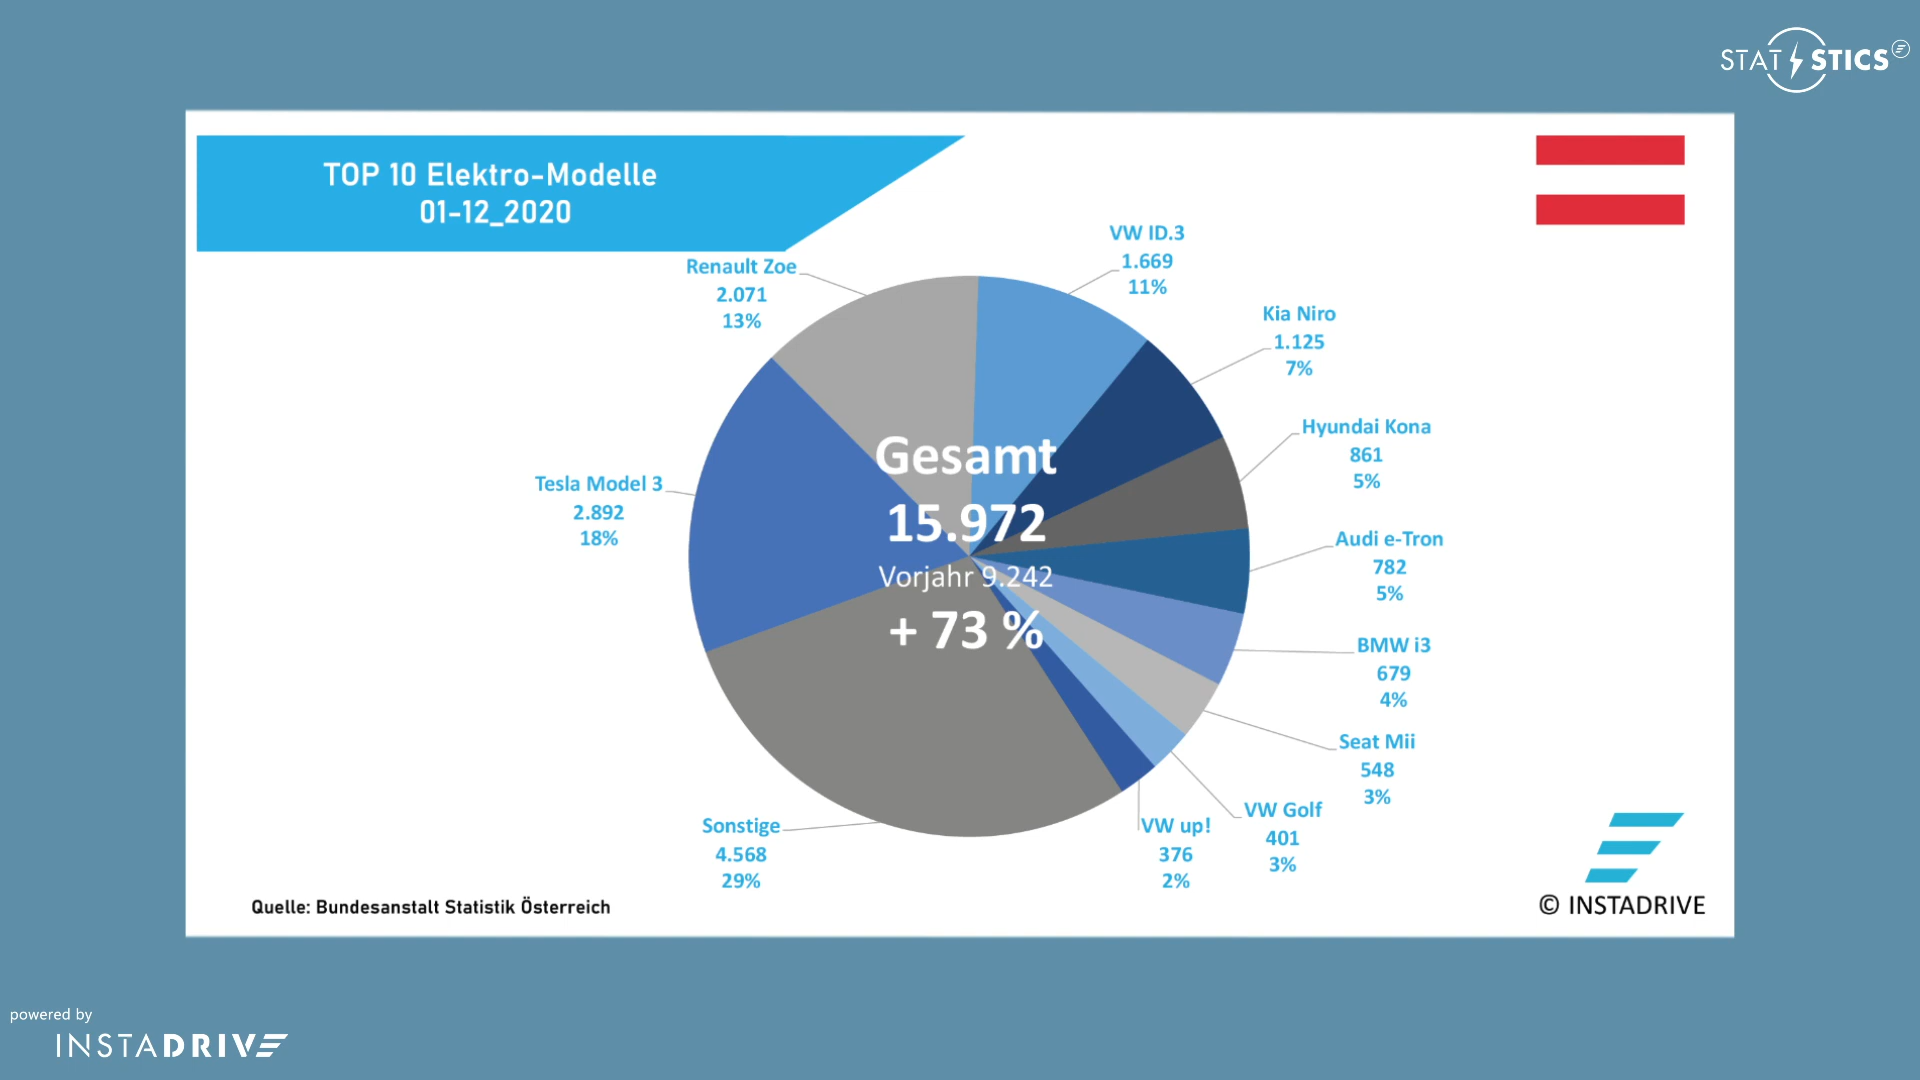 STATISTICS
TOP 10 Elektro-Modelle
01-12_2020
VW ID.3
1.669
11%
Renault Zoe
2.071
13%
Kia Niro
1.125
7%
Hyundai Kona
861
5%
Gesamt
15.972
Vorjahr 9.242
+ 73 %
Tesla Model 3
2.892
18%
Audi e-Tron
782
5%
BMW i3
679
4%
Seat Mii
548
3%
VW Golf
401
3%
VW up!
376
2%
Sonstige
4.568
29%
Quelle: Bundesanstalt Statistik Österreich
© INSTADRIVE
powered by
INSTADRIVE